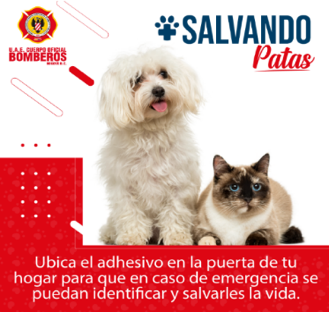 SALVANDO
Patas
U.A.E. CUERPO OFICIAL
BOMBEROS
Ubica el adhesivo en la puerta de tu
hogar para que en caso de emergencia se
puedan identificar y salvarles la vida.